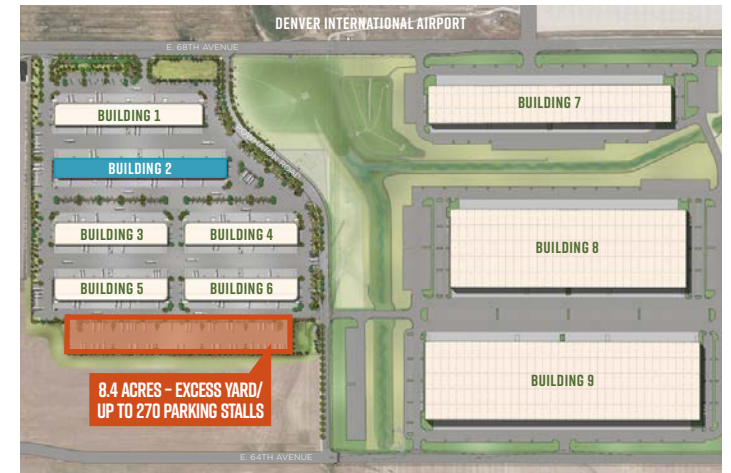 DENVER INTERNATIONAL AIRPORT
E. 68TH AVENUE
BUILDING 1
BUILDING 7
BUILDING 2
BUILDING 3
BUILDING 4
BUILDING 8
BUILDING 5
BUILDING 6
8.4 ACRES – EXCESS YARD/
UP TO 270 PARKING STALLS
BUILDING 9
E. 64TH AVENUE